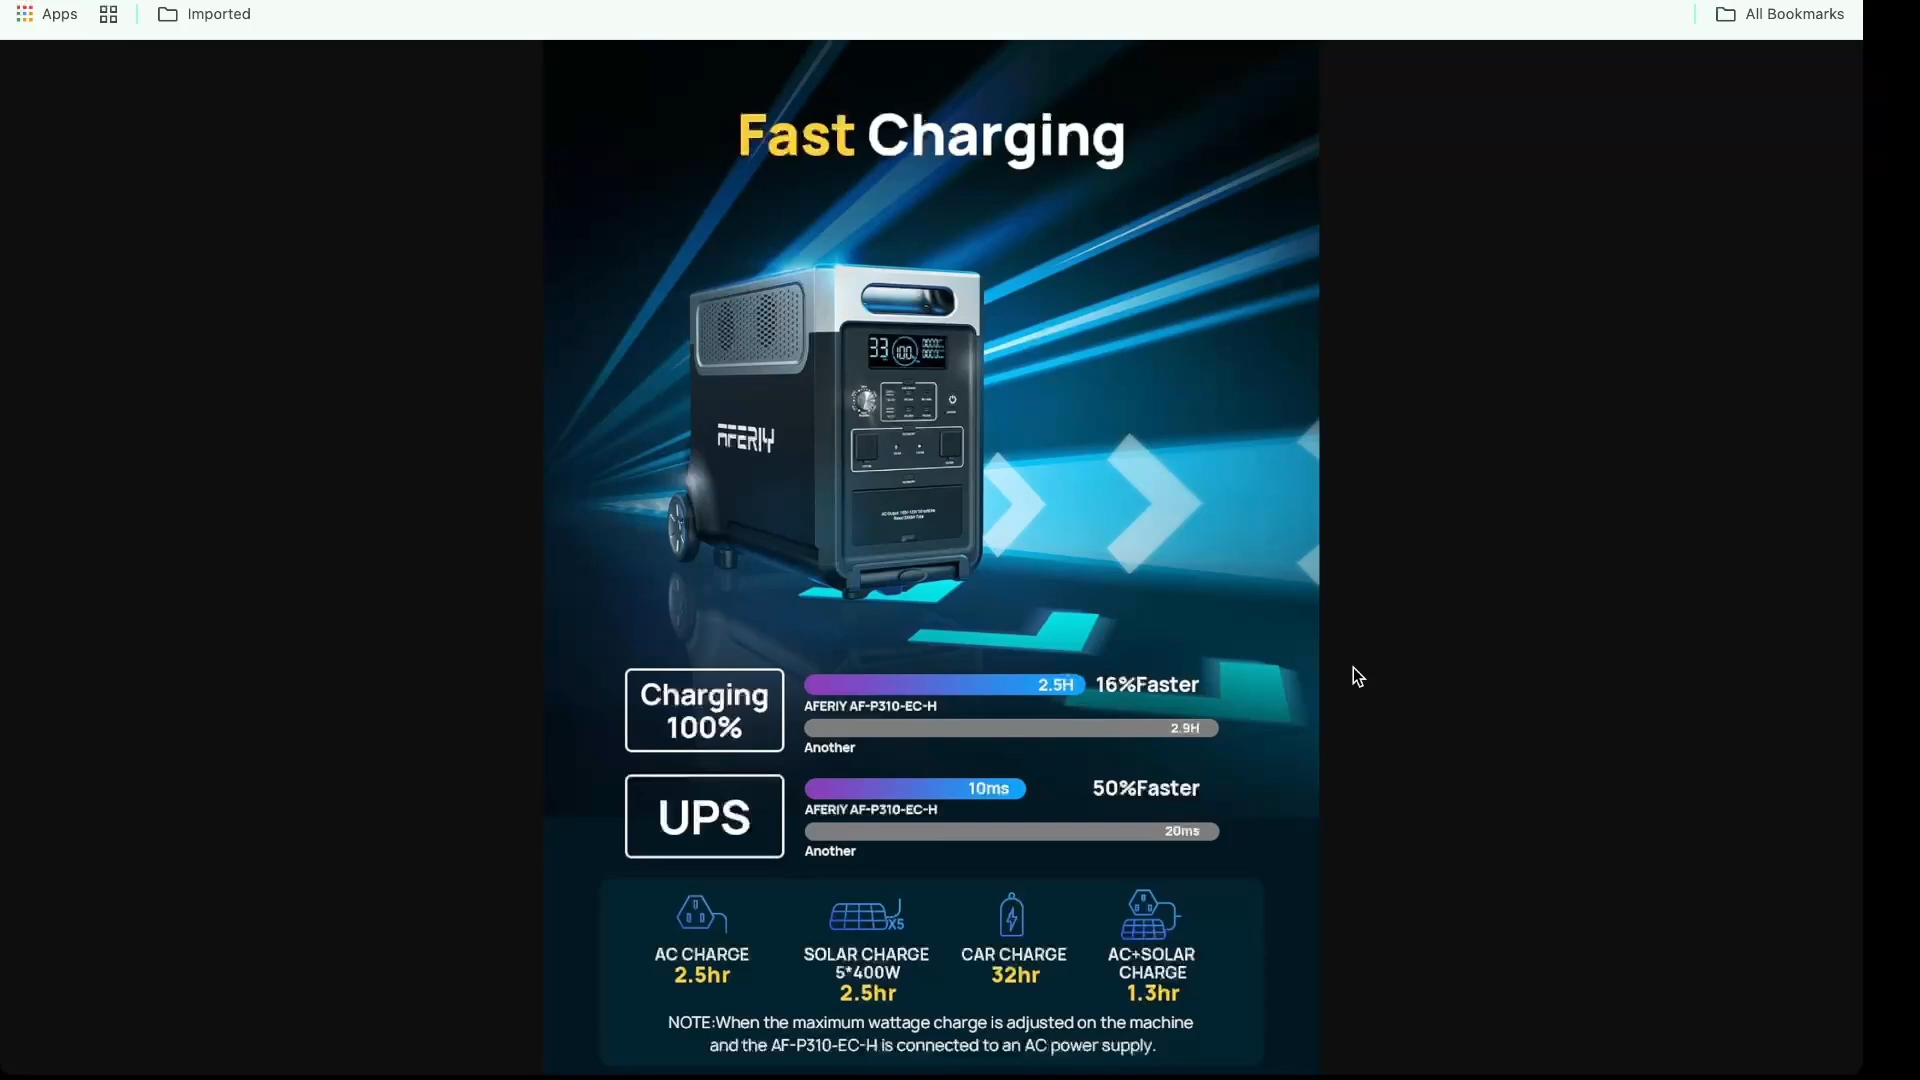 Apps
Imported
All Bookmarks
Fast Charging
33
100
AFERIY
Charging
100%
2.5H
16%Faster
AFERIY AF-P310-EC-H
2.9H
Another
UPS
10ms
50%Faster
AFERIY AF-P310-EC-H
20ms
Another
X5
AC CHARGE
2.5hr
SOLAR CHARGE
5*400W
2.5hr
CAR CHARGE
32hr
AC+SOLAR
CHARGE
1.3hr
NOTE:When the maximum wattage charge is adjusted on the machine
and the AF-P310-EC-H is connected to an AC power supply.